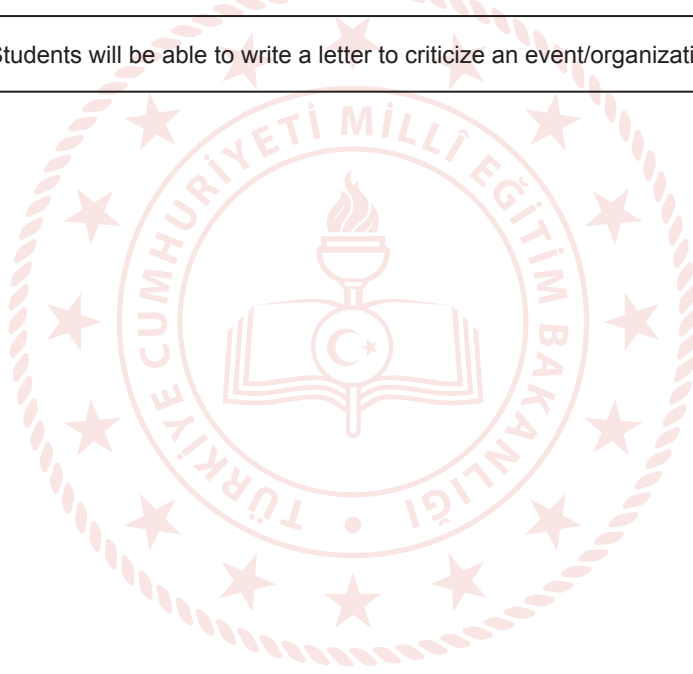 Students will be able to write a letter to criticize an event/organizati
TÜRKİYE CUMHURİYETİ MİLLÎ EĞİTİM BAKANLIĞI